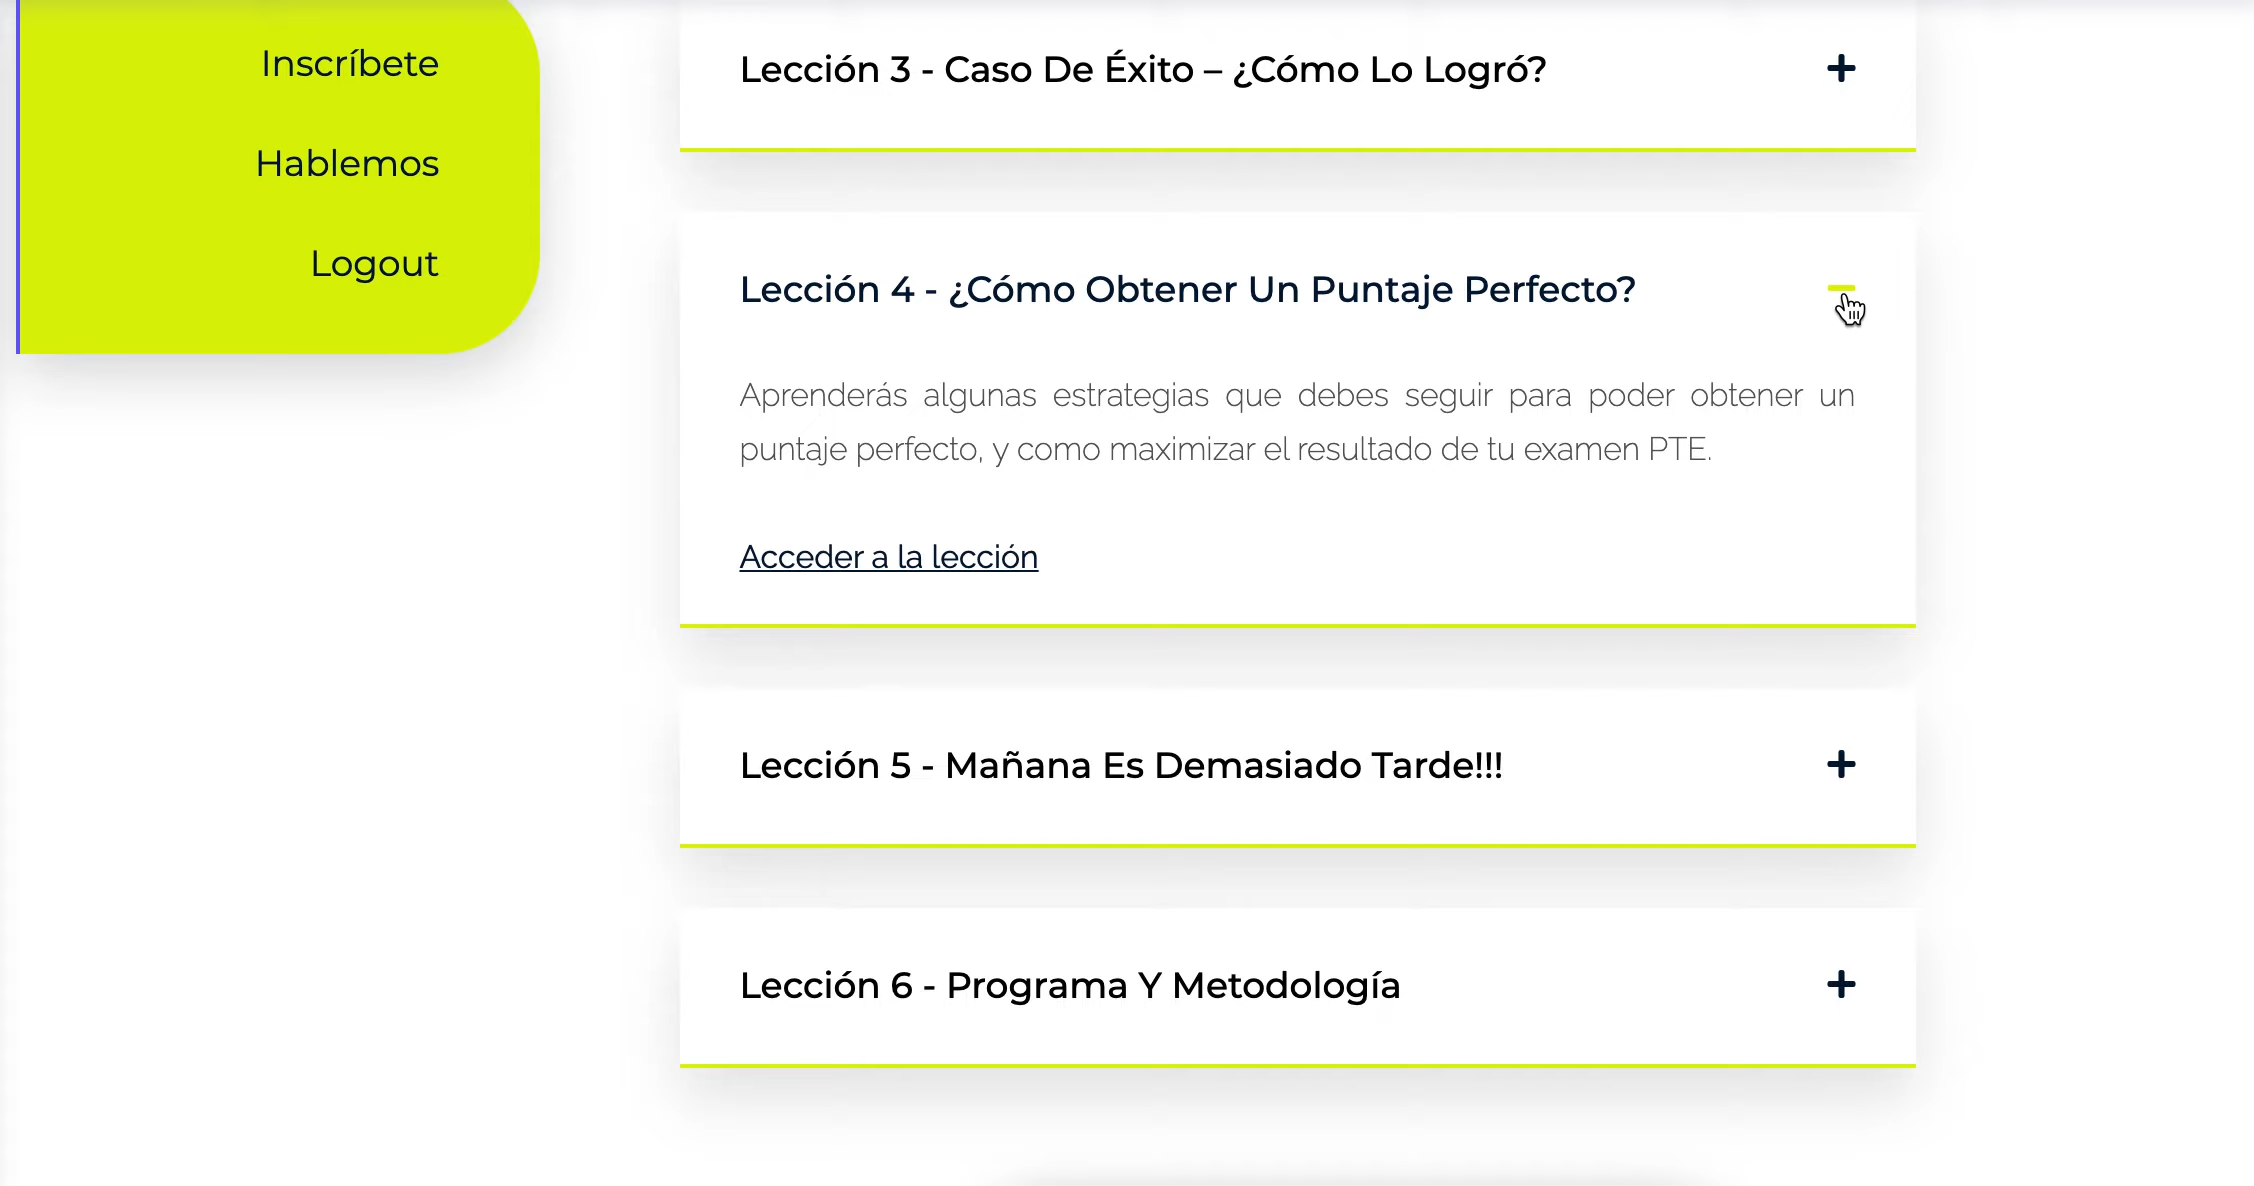 Inscríbete
Hablemos
Logout
Lección 3 - Caso De Éxito – ¿Cómo Lo Logró?
Lección 4 - ¿Cómo Obtener Un Puntaje Perfecto?
Aprenderás algunas estrategias que debes seguir para poder obtener un
puntaje perfecto, y como maximizar el resultado de tu examen PTE.
Acceder a la lección
Lección 5 - Mañana Es Demasiado Tarde!!!
Lección 6 - Programa Y Metodología